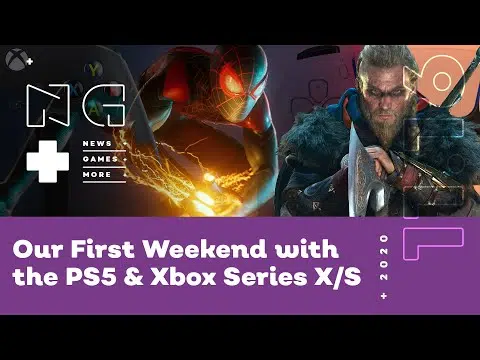 NG
NEWS
GAMES +
MORE
Our First Weekend with
the PS5 & Xbox Series X/S
+ 2020